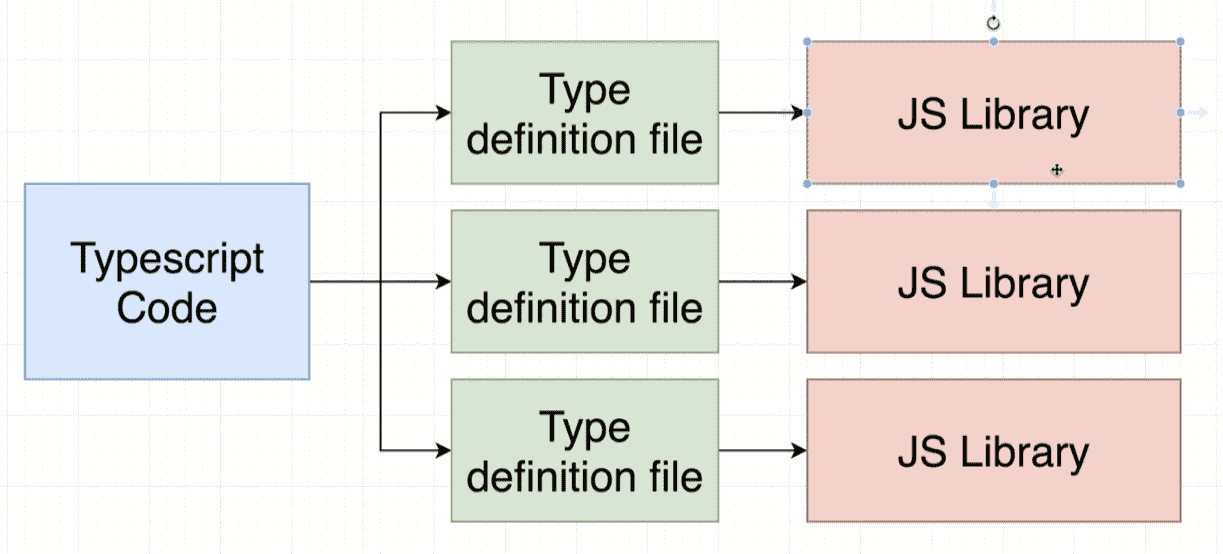 Typescript
Code
Type
definition file
JS Library
Type
definition file
JS Library
Type
definition file
JS Library